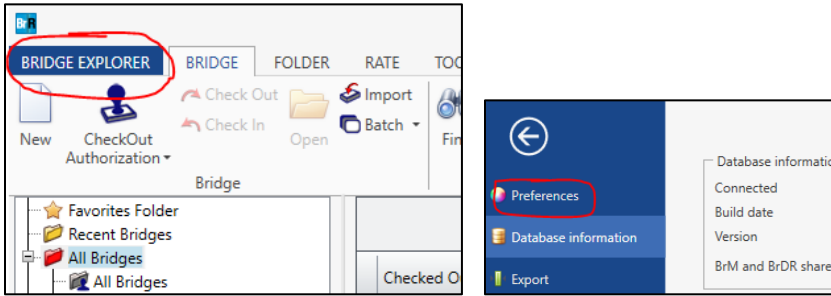 BrR
BRIDGE EXPLORER BRIDGE FOLDER RATE
New
CheckOut Authorization
Check Out
Check In
Open
Import
Batch
Bridge
Favorites Folder
Recent Bridges
All Bridges
All Bridges
Checked
Preferences
Database information
Export
Database
Connected
Build date
Version
BrM and BrDR share